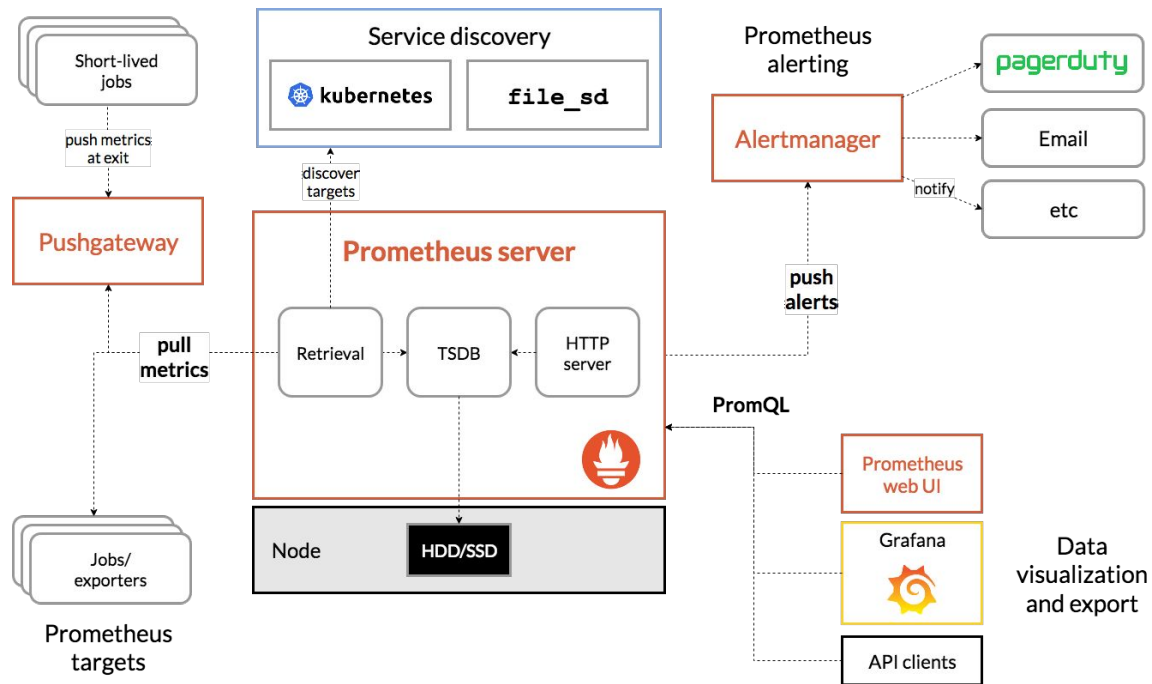 Short-lived
jobs
push metrics
at exit
Pushgateway
Service discovery
kubernetes
file_sd
discover
targets
Prometheus
alerting
Alertmanager
pagerduty
Email
notify
etc
Prometheus server
pull
metrics
Retrieval
TSDB
HTTP
server
push
alerts
PromQL
Node
HDD/SSD
Jobs/
exporters
Prometheus
targets
Prometheus
web UI
Grafana
API clients
Data
visualization
and export